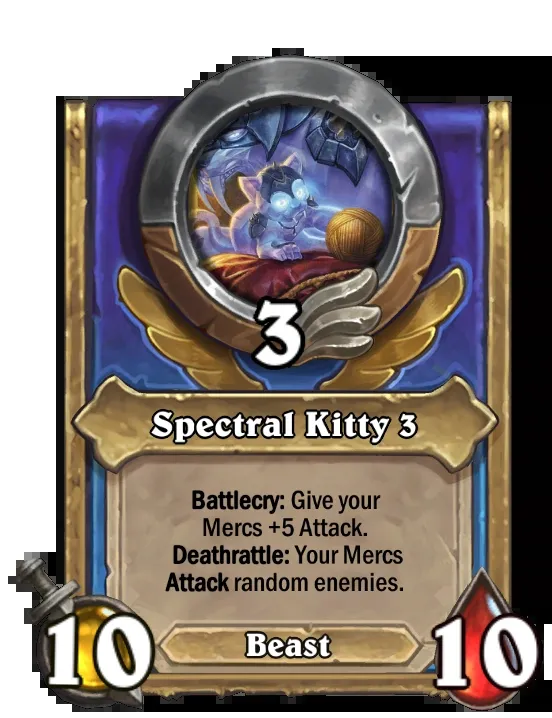 3
Spectral Kitty 3
Battlecry: Give your
Mercs +5 Attack.
Deathrattle: Your Mercs
Attack random enemies.
10
Beast
10